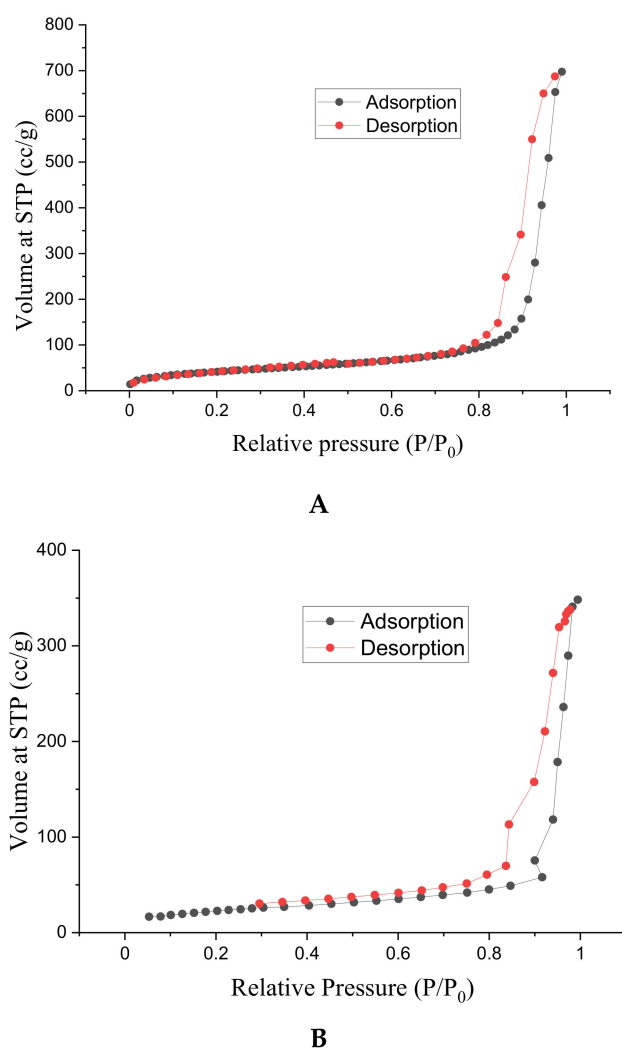 800
700
600
500
400
300
200
100
0
Volume at STP (cc/g)
Adsorption
Desorption
0 0.2 0.4 0.6 0.8 1
Relative pressure (P/P₀)
A
400
300
200
100
0
Volume at STP (cc/g)
Adsorption
Desorption
0 0.2 0.4 0.6 0.8 1
Relative Pressure (P/P₀)
B